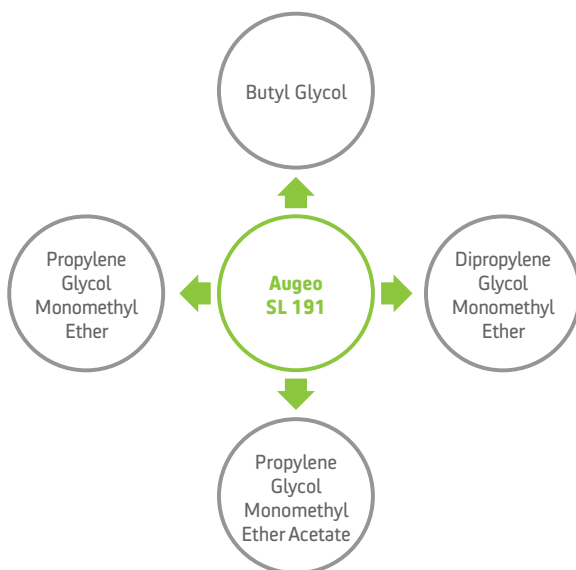 Butyl Glycol
Propylene
Glycol
Monomethyl
Ether
Augeo
SL 191
Dipropylene
Glycol
Monomethyl
Ether
Propylene
Glycol
Monomethyl
Ether Acetate